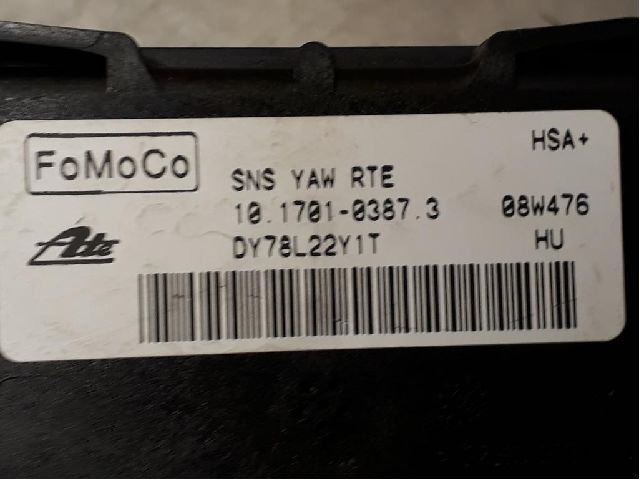 HSA+
FoMoCo
SNS YAW RTE
10.1701-0387.3 08W476
Ate
DY78L22Y1T HU